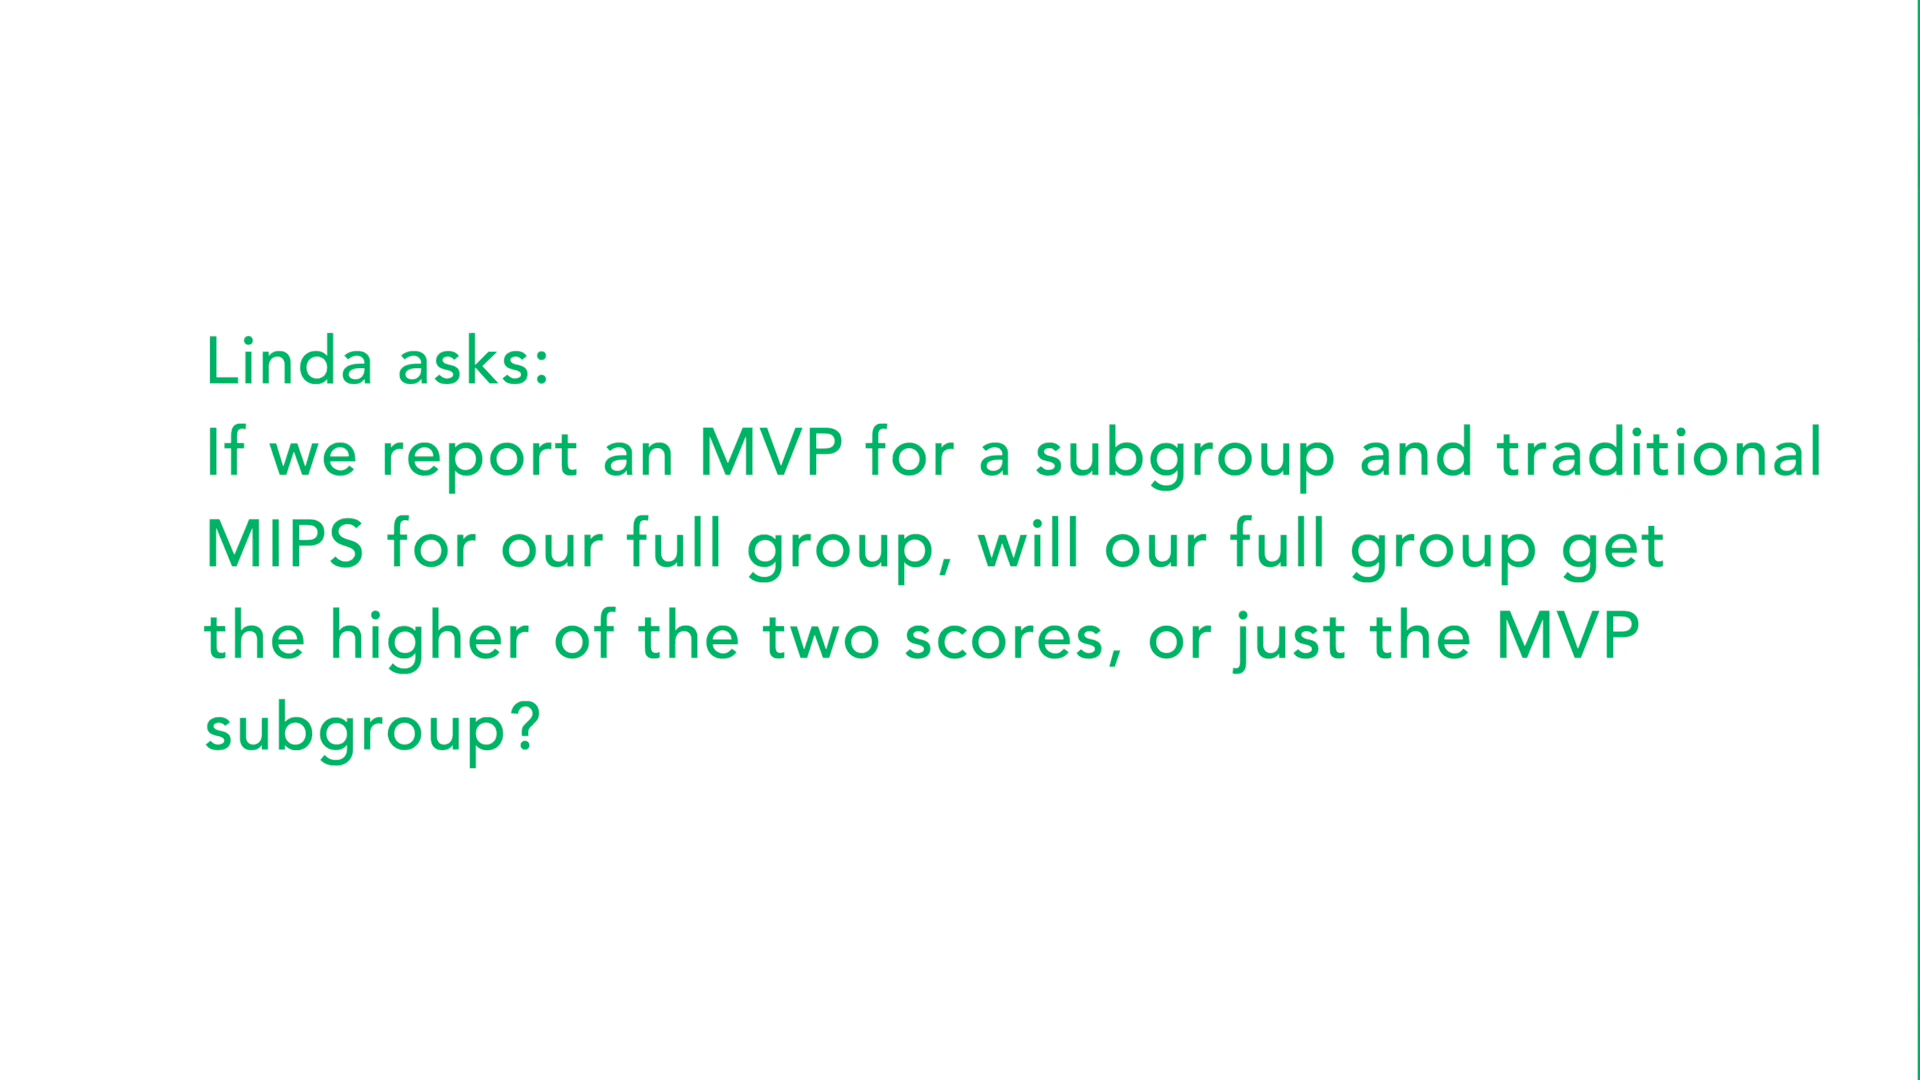 Linda asks:
If we report an MVP for a subgroup and traditional
MIPS for our full group, will our full group get
the higher of the two scores, or just the MVP
subgroup?